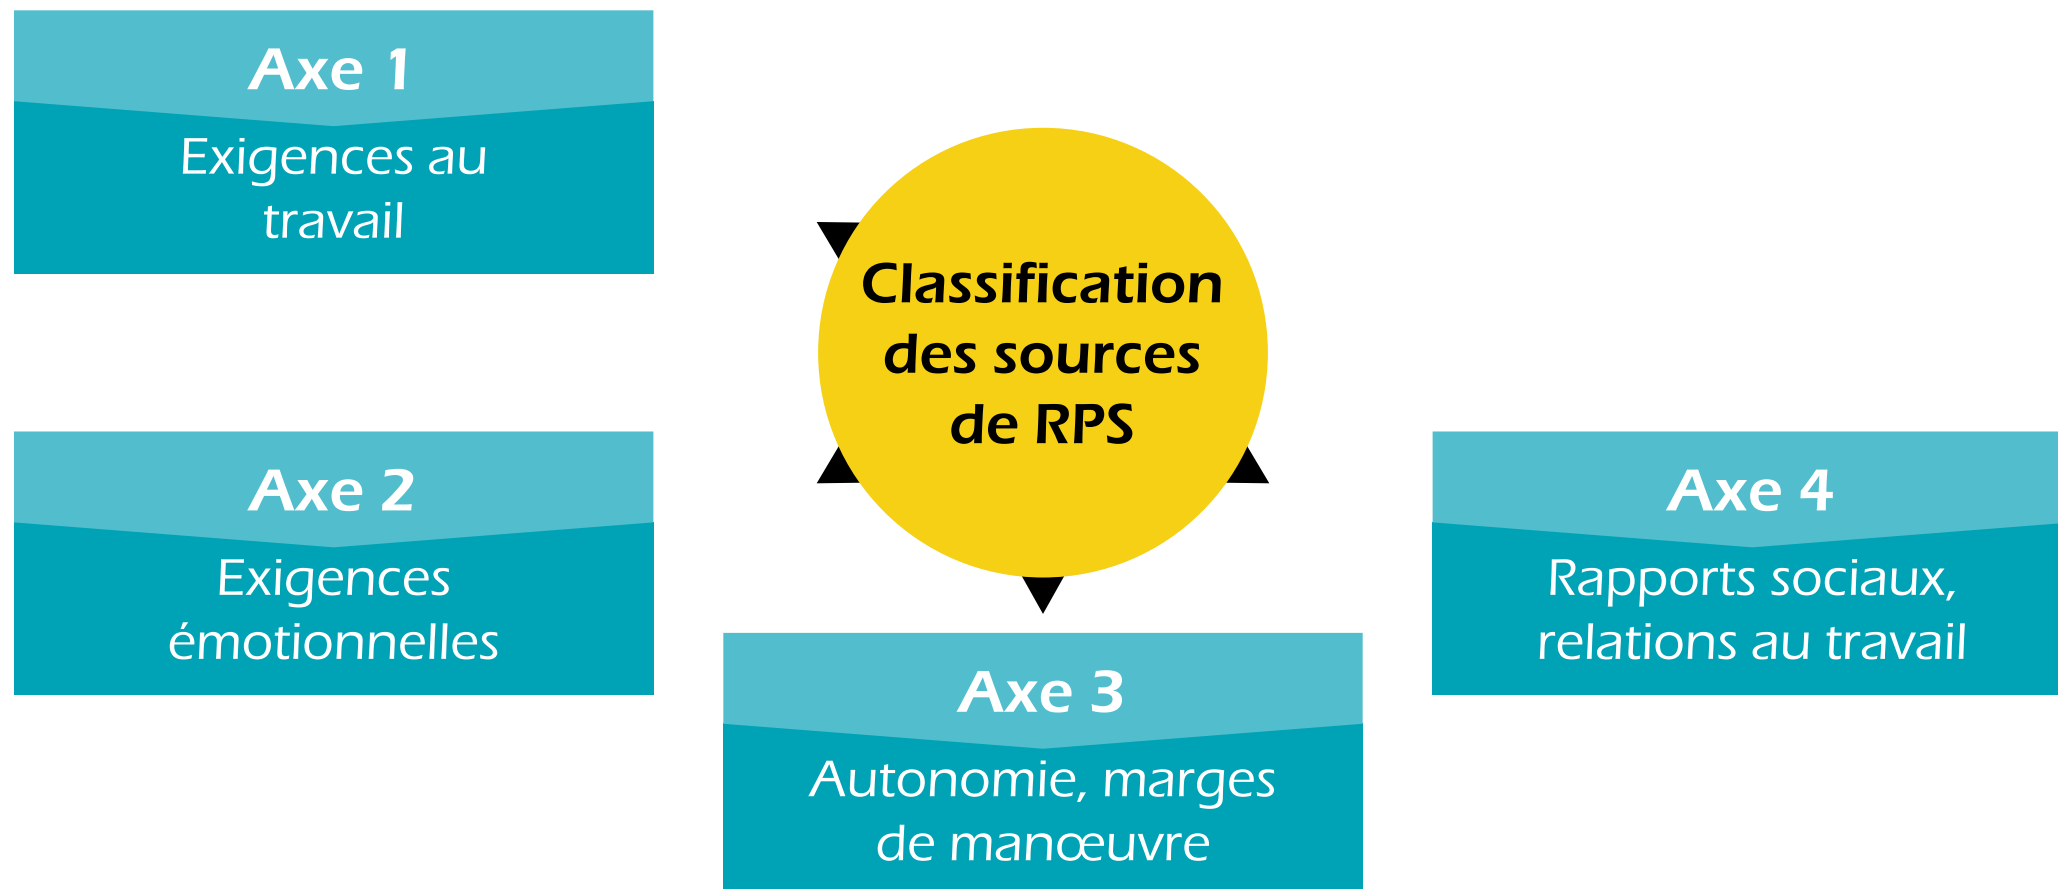 Axe 1
Exigences au
travail
Classification
des sources
de RPS
Axe 2
Exigences
émotionnelles
Axe 3
Autonomie, marges
de manœuvre
Axe 4
Rapports sociaux,
relations au travail